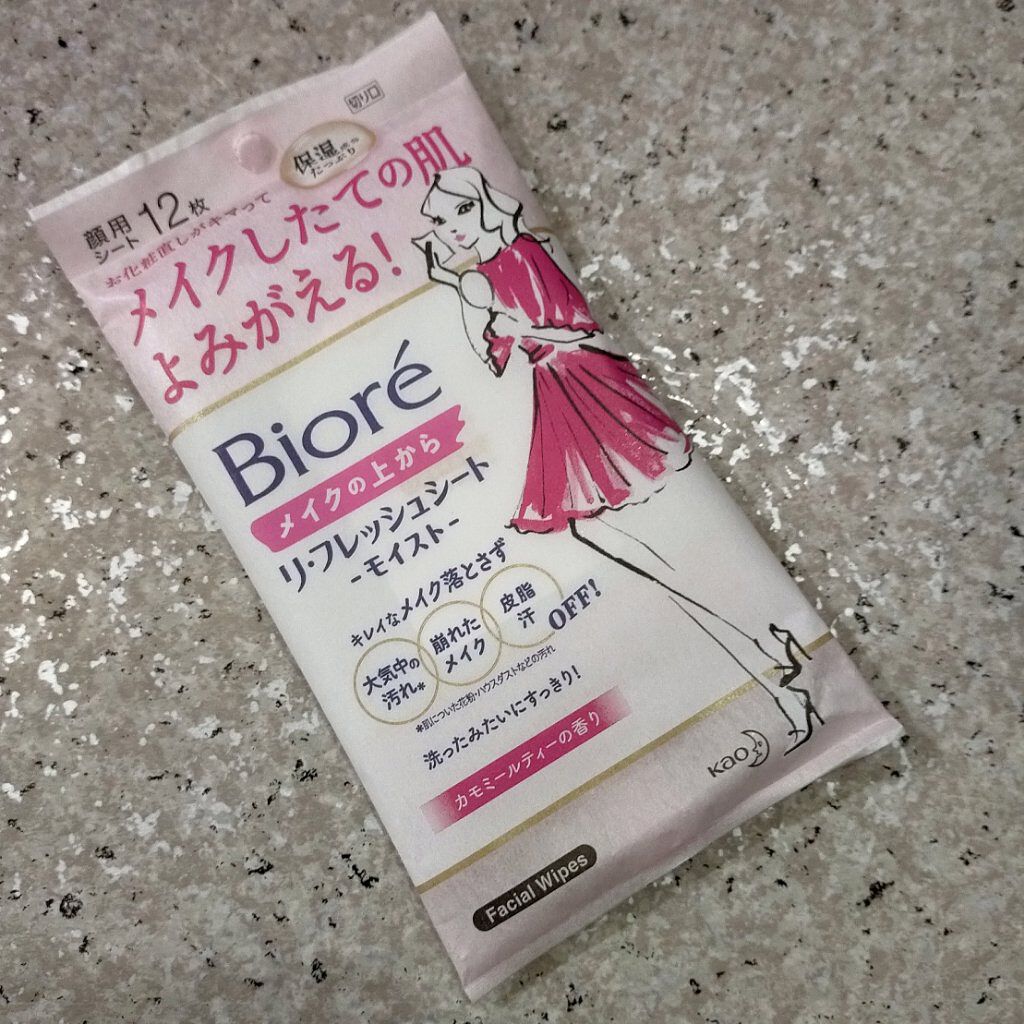 切り口
保湿成分
たっぷり
顔用
シート
12枚
お化粧直しがキマって
メイクしたての肌
よみがえる!
Bioré
メイクの上から
リ・フレッシュシート
-モイスト-
キレイなメイク落とさず
大気中の
汚れ*
崩れた
メイク
皮脂
汗
OFF!
*肌についた花粉・ハウスダストなどの汚れ
洗ったみたいにすっきり!
カモミールティーの香り
Kao
Facial Wipes